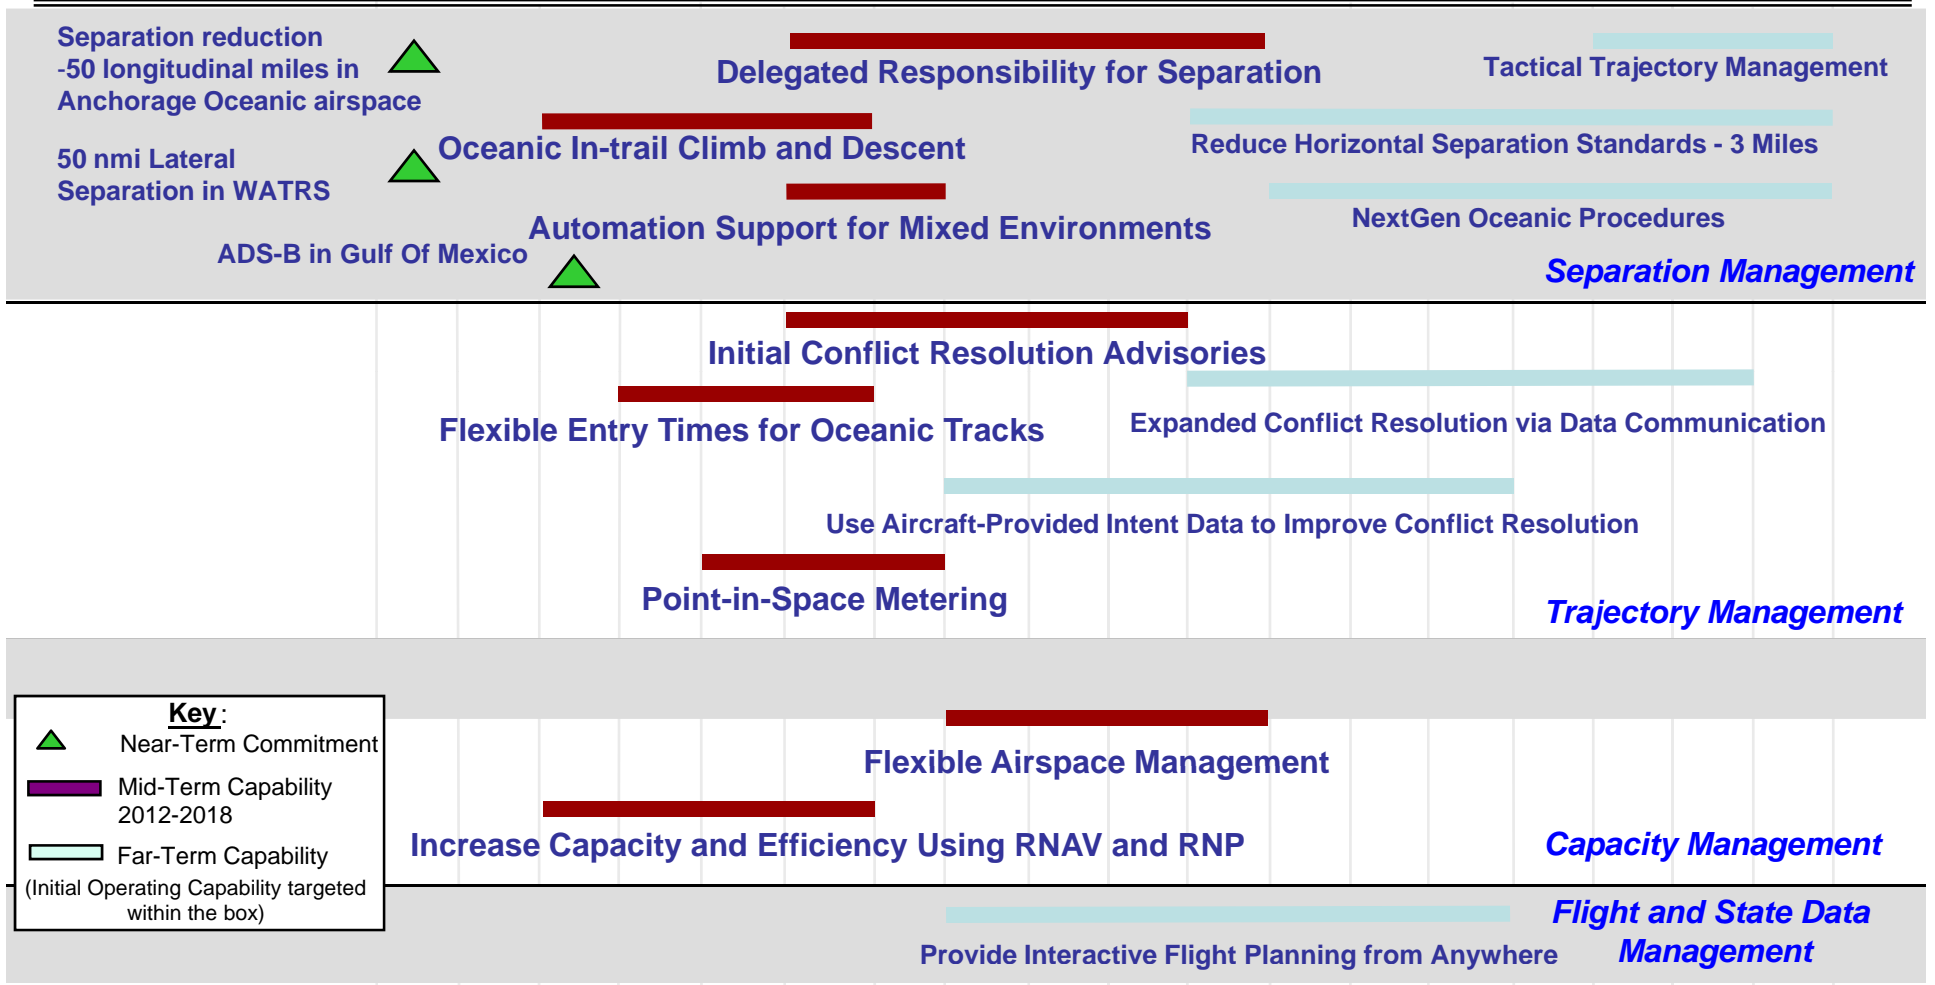 Separation reduction
-50 longitudinal miles in
Anchorage Oceanic airspace
Delegated Responsibility for Separation
Tactical Trajectory Management
Oceanic In-trail Climb and Descent
Reduce Horizontal Separation Standards - 3 Miles
50 nmi Lateral
Separation in WATRS
Automation Support for Mixed Environments
NextGen Oceanic Procedures
ADS-B in Gulf Of Mexico
Separation Management
Initial Conflict Resolution Advisories
Flexible Entry Times for Oceanic Tracks
Expanded Conflict Resolution via Data Communication
Use Aircraft-Provided Intent Data to Improve Conflict Resolution
Point-in-Space Metering
Trajectory Management
Key:
Near-Term Commitment
Mid-Term Capability
2012-2018
Far-Term Capability
(Initial Operating Capability targeted
within the box)
Flexible Airspace Management
Increase Capacity and Efficiency Using RNAV and RNP
Capacity Management
Provide Interactive Flight Planning from Anywhere
Flight and State Data
Management